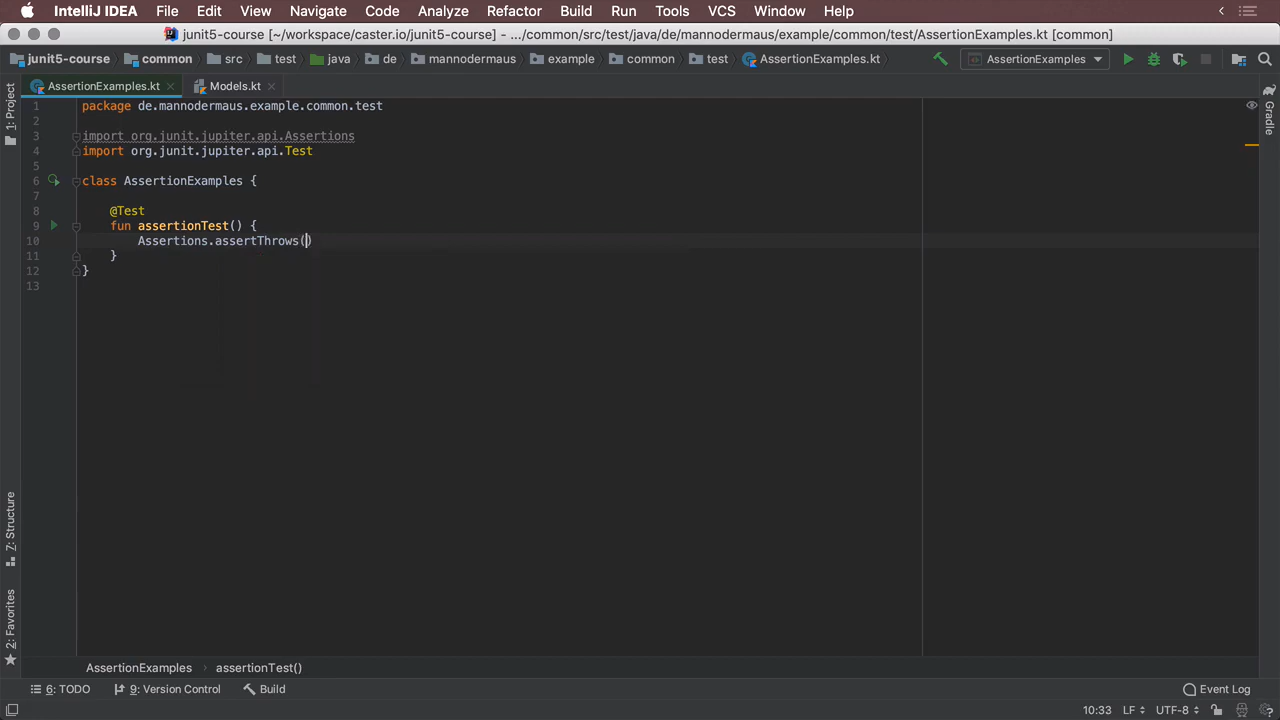 IntelliJ IDEA File Edit View Navigate Code Analyze Refactor Build Run Tools VCS Window Help
junit5-course [~/workspace/caster.io/junit5-course] - .../common/src/test/java/de/mannodermaus/example/common/test/AssertionExamples.kt [common]
junit5-course common src test java de mannodermaus example common test AssertionExamples.kt AssertionExamples
AssertionExamples.kt Models.kt
1 package de.mannodermaus.example.common.test
2
3 import org.junit.jupiter.api.Assertions
4 import org.junit.jupiter.api.Test
5
6 class AssertionExamples {
7
8 @Test
9 fun assertionTest() {
10 Assertions.assertThrows()
11 }
12 }
13
1: Project
Z: Structure
2: Favorites
Gradle
AssertionExamples › assertionTest()
6: TODO 9: Version Control Build Event Log
10:33 LF UTF-8